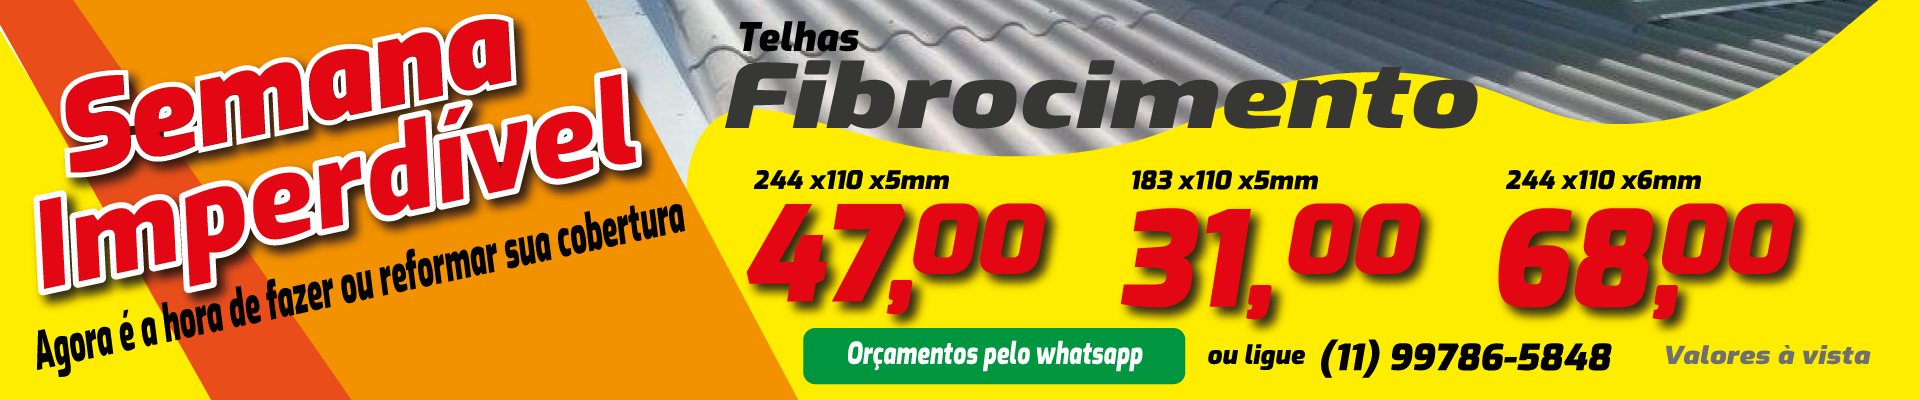 Semana
Imperdível
Agora é a hora de fazer ou reformar sua cobertura
Telhas
Fibrocimento
244 x110 x5mm
47,00
183 x110 x5mm
31,00
244 x110 x6mm
68,00
Orçamentos pelo whatsapp
ou ligue (11) 99786-5848
Valores à vista